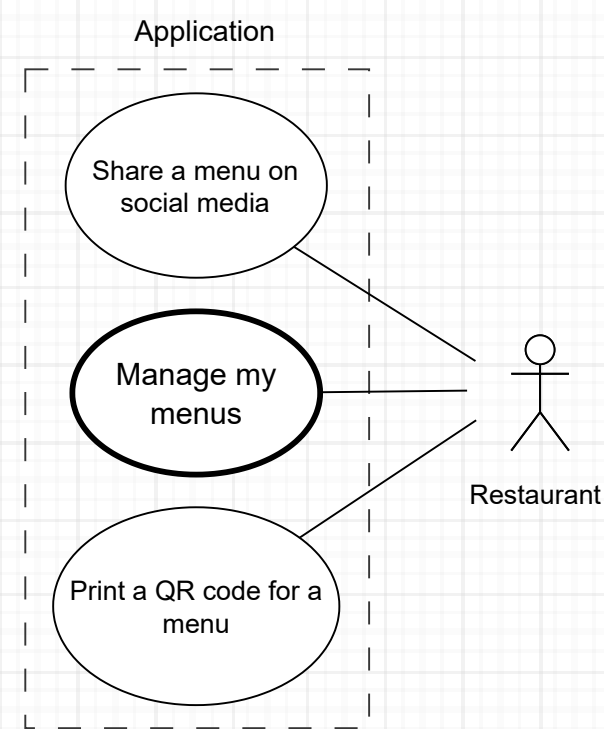 Application
Share a menu on
social media
Manage my
menus
Restaurant
Print a QR code for a
menu